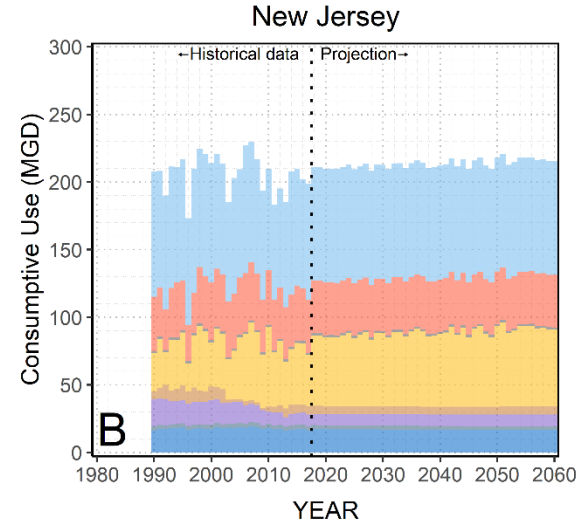 New Jersey
←Historical data
Projection→
300
250
200
150
100
50
0
Consumptive Use (MGD)
B
1980 1990 2000 2010 2020 2030 2040 2050 2060
YEAR